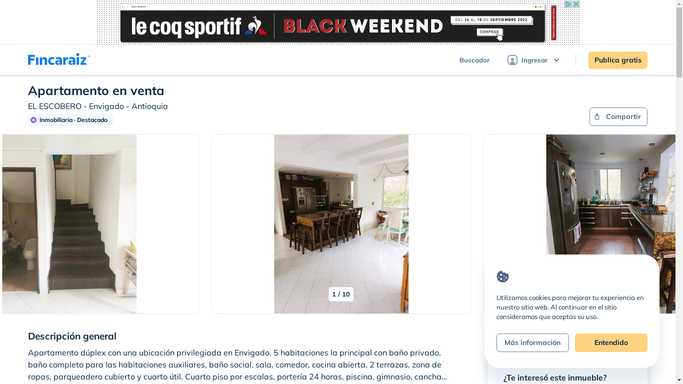 le coq sportif
BLACK WEEKEND
DEL 16 AL 18 DE SEPTIEMBRE 2022
COMPRAR
Fincaraiz
Buscador
Ingresar
Publica gratis
Apartamento en venta
EL ESCOBERO - Envigado - Antioquia
Inmobiliaria · Destacado
Compartir
1 / 10
Utilizamos cookies para mejorar tu experiencia en
nuestro sitio web. Al continuar en el sitio
consideramos que aceptas su uso.
Más información
Entendido
Descripción general
Apartamento dúplex con una ubicación privilegiada en Envigado. 5 habitaciones la principal con baño privado,
baño completo para las habitaciones auxiliares, baño social, sala, comedor, cocina abierta, 2 terrazas, zona de
ropas, parqueadero cubierto y cuarto útil. Cuarto piso por escalas, portería 24 horas, piscina, gimnasio, cancha...
¿Te interesó este inmueble?